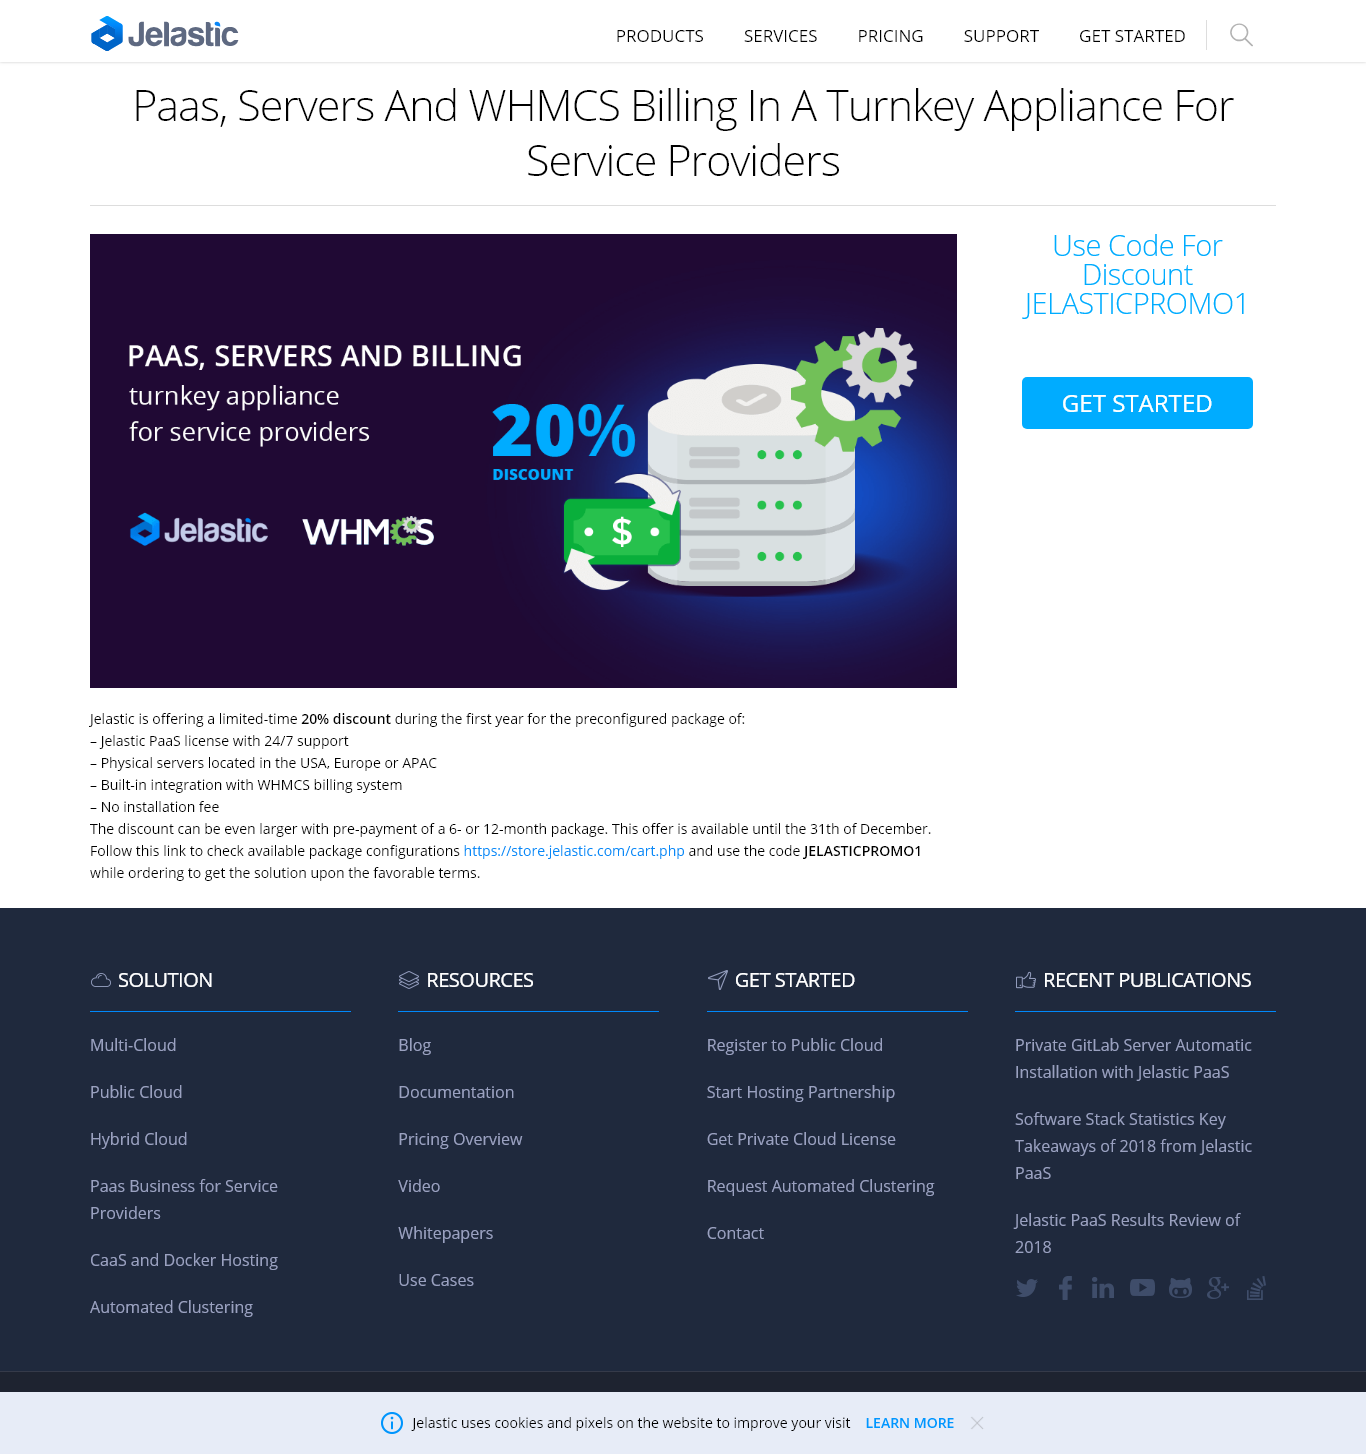 Jelastic
PRODUCTS
SERVICES
PRICING
SUPPORT
GET STARTED
Paas, Servers And WHMCS Billing In A Turnkey Appliance For
Service Providers
PAAS, SERVERS AND BILLING
turnkey appliance
for service providers
20%
DISCOUNT
$
Jelastic
WHMCS
Use Code For
Discount
JELASTICPROMO1
GET STARTED
Jelastic is offering a limited-time 20% discount during the first year for the preconfigured package of:
– Jelastic PaaS license with 24/7 support
– Physical servers located in the USA, Europe or APAC
– Built-in integration with WHMCS billing system
– No installation fee
The discount can be even larger with pre-payment of a 6- or 12-month package. This offer is available until the 31th of December.
Follow this link to check available package configurations https://store.jelastic.com/cart.php and use the code JELASTICPROMO1
while ordering to get the solution upon the favorable terms.
SOLUTION
Multi-Cloud
Public Cloud
Hybrid Cloud
Paas Business for Service
Providers
CaaS and Docker Hosting
Automated Clustering
RESOURCES
Blog
Documentation
Pricing Overview
Video
Whitepapers
Use Cases
GET STARTED
Register to Public Cloud
Start Hosting Partnership
Get Private Cloud License
Request Automated Clustering
Contact
RECENT PUBLICATIONS
Private GitLab Server Automatic
Installation with Jelastic PaaS
Software Stack Statistics Key
Takeaways of 2018 from Jelastic
PaaS
Jelastic PaaS Results Review of
2018
Jelastic uses cookies and pixels on the website to improve your visit LEARN MORE